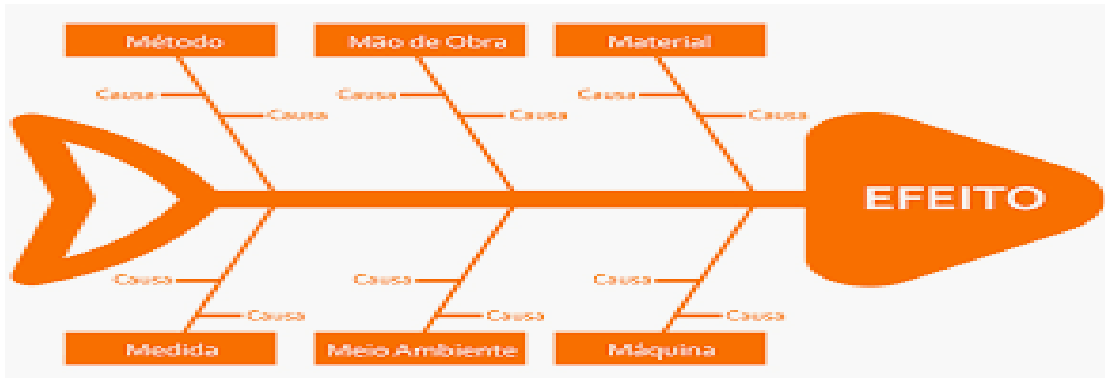 Método
Mão de Obra
Material
Causa
Causa
Causa
Causa
Causa
Causa
EFEITO
Causa
Causa
Causa
Causa
Causa
Causa
Medida
Meio Ambiente
Máquina